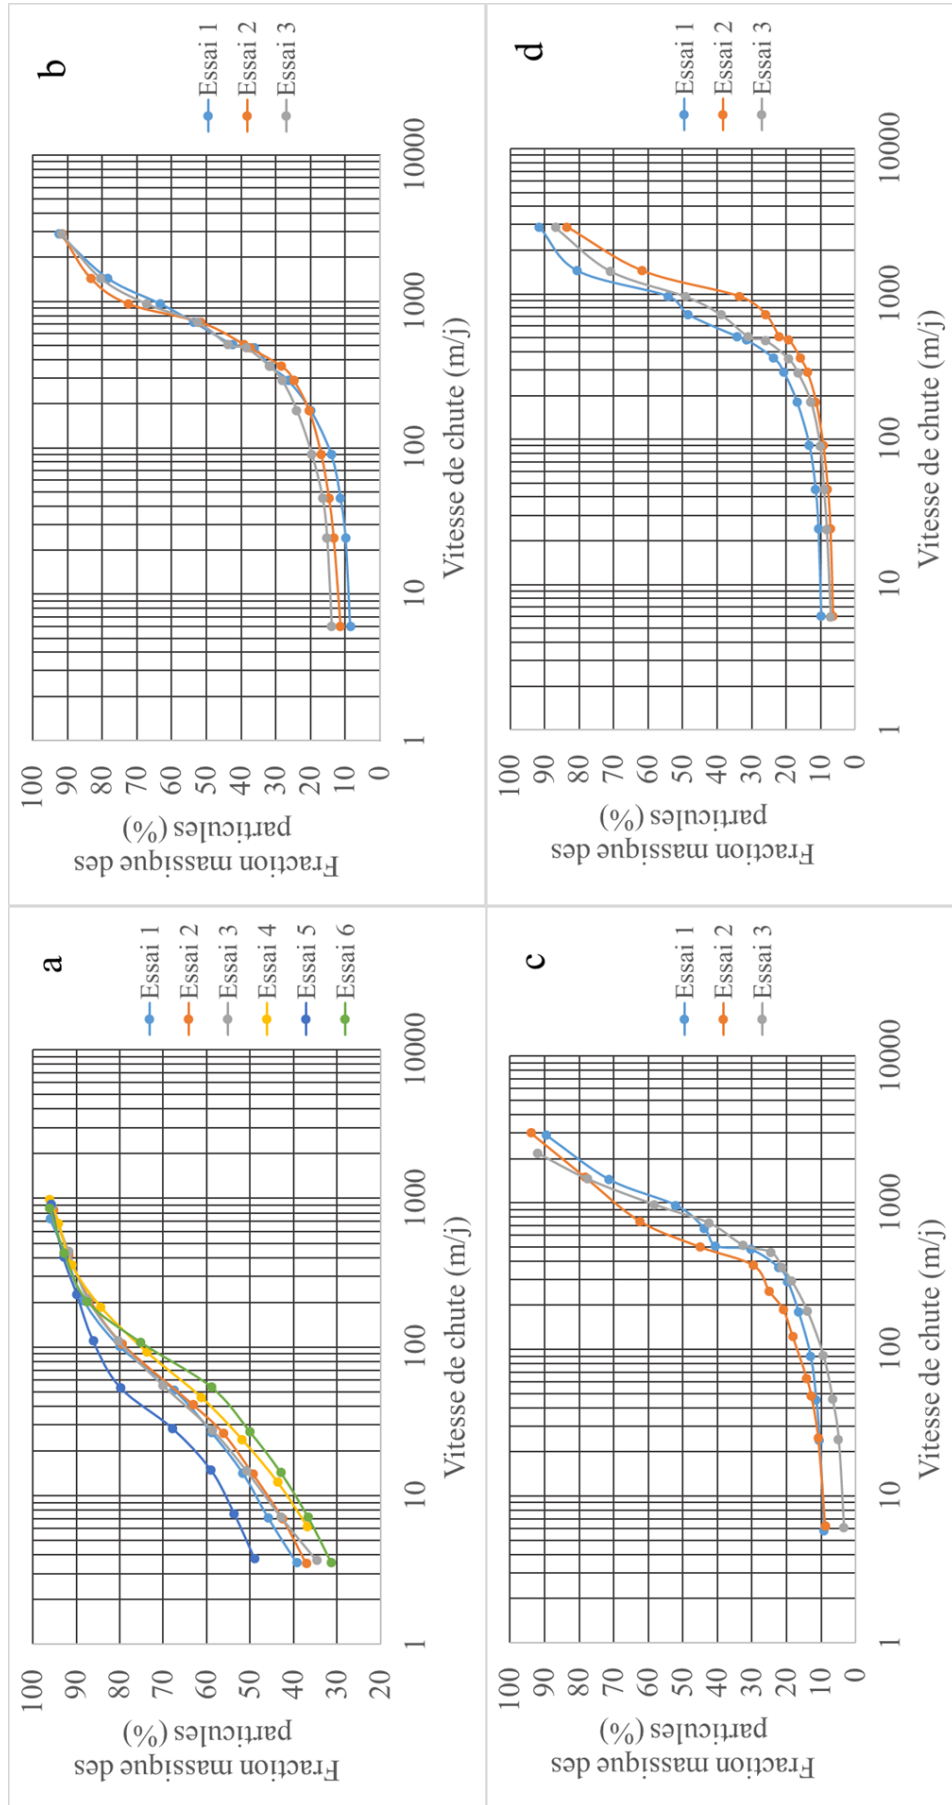 a
Fraction massique des
particules (%)
100
90
80
70
60
50
40
30
20
1
10
100
1000
10000
Vitesse de chute (m/j)
Essai 1
Essai 2
Essai 3
Essai 4
Essai 5
Essai 6
b
Fraction massique des
particules (%)
100
90
80
70
60
50
40
30
20
10
0
1
10
100
1000
10000
Vitesse de chute (m/j)
Essai 1
Essai 2
Essai 3
c
Fraction massique des
particules (%)
100
90
80
70
60
50
40
30
20
10
0
1
10
100
1000
10000
Vitesse de chute (m/j)
Essai 1
Essai 2
Essai 3
d
Fraction massique des
particules (%)
100
90
80
70
60
50
40
30
20
10
0
1
10
100
1000
10000
Vitesse de chute (m/j)
Essai 1
Essai 2
Essai 3